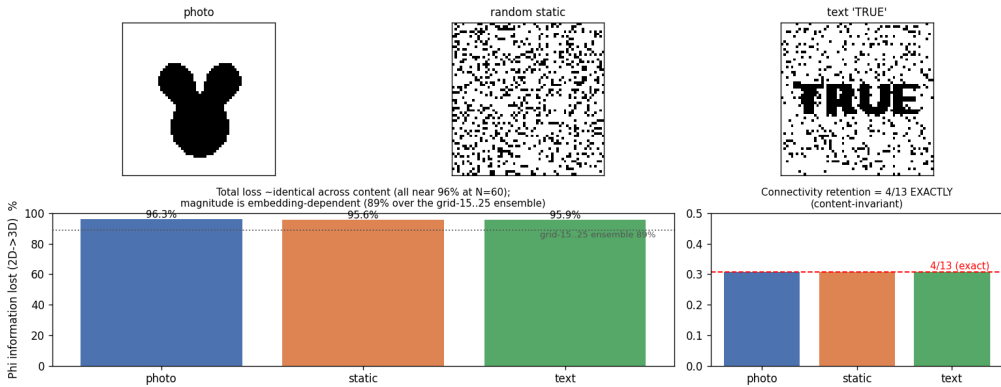 photo
random static
text 'TRUE'
TRUE
Total loss ~identical across content (all near 96% at N=60);
magnitude is embedding-dependent (89% over the grid-15..25 ensemble)
Connectivity retention = 4/13 EXACTLY
(content-invariant)
Phi information lost (2D->3D) %
100
80
60
40
20
0
96.3%
95.6%
95.9%
grid-15..25 ensemble 89%
photo
static
text
0.5
0.4
0.3
0.2
0.1
0.0
4/13 (exact)
photo
static
text